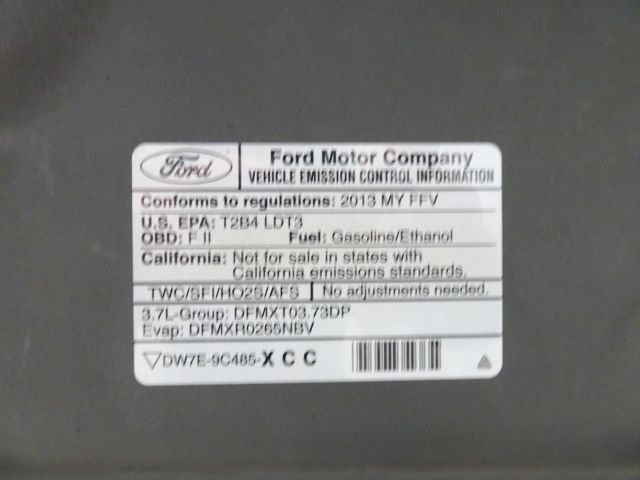 Ford
Ford Motor Company
VEHICLE EMISSION CONTROL INFORMATION
Conforms to regulations: 2013 MY FFV
U.S. EPA: T2B4 LDT3
OBD: F II Fuel: Gasoline/Ethanol
California: Not for sale in states with
California emissions standards.
TWC/SFI/HO2S/AFS No adjustments needed.
3.7L-Group: DFMXT03.73DP
Evap: DFMXR0265NBV
DW7E-9C485-X C C